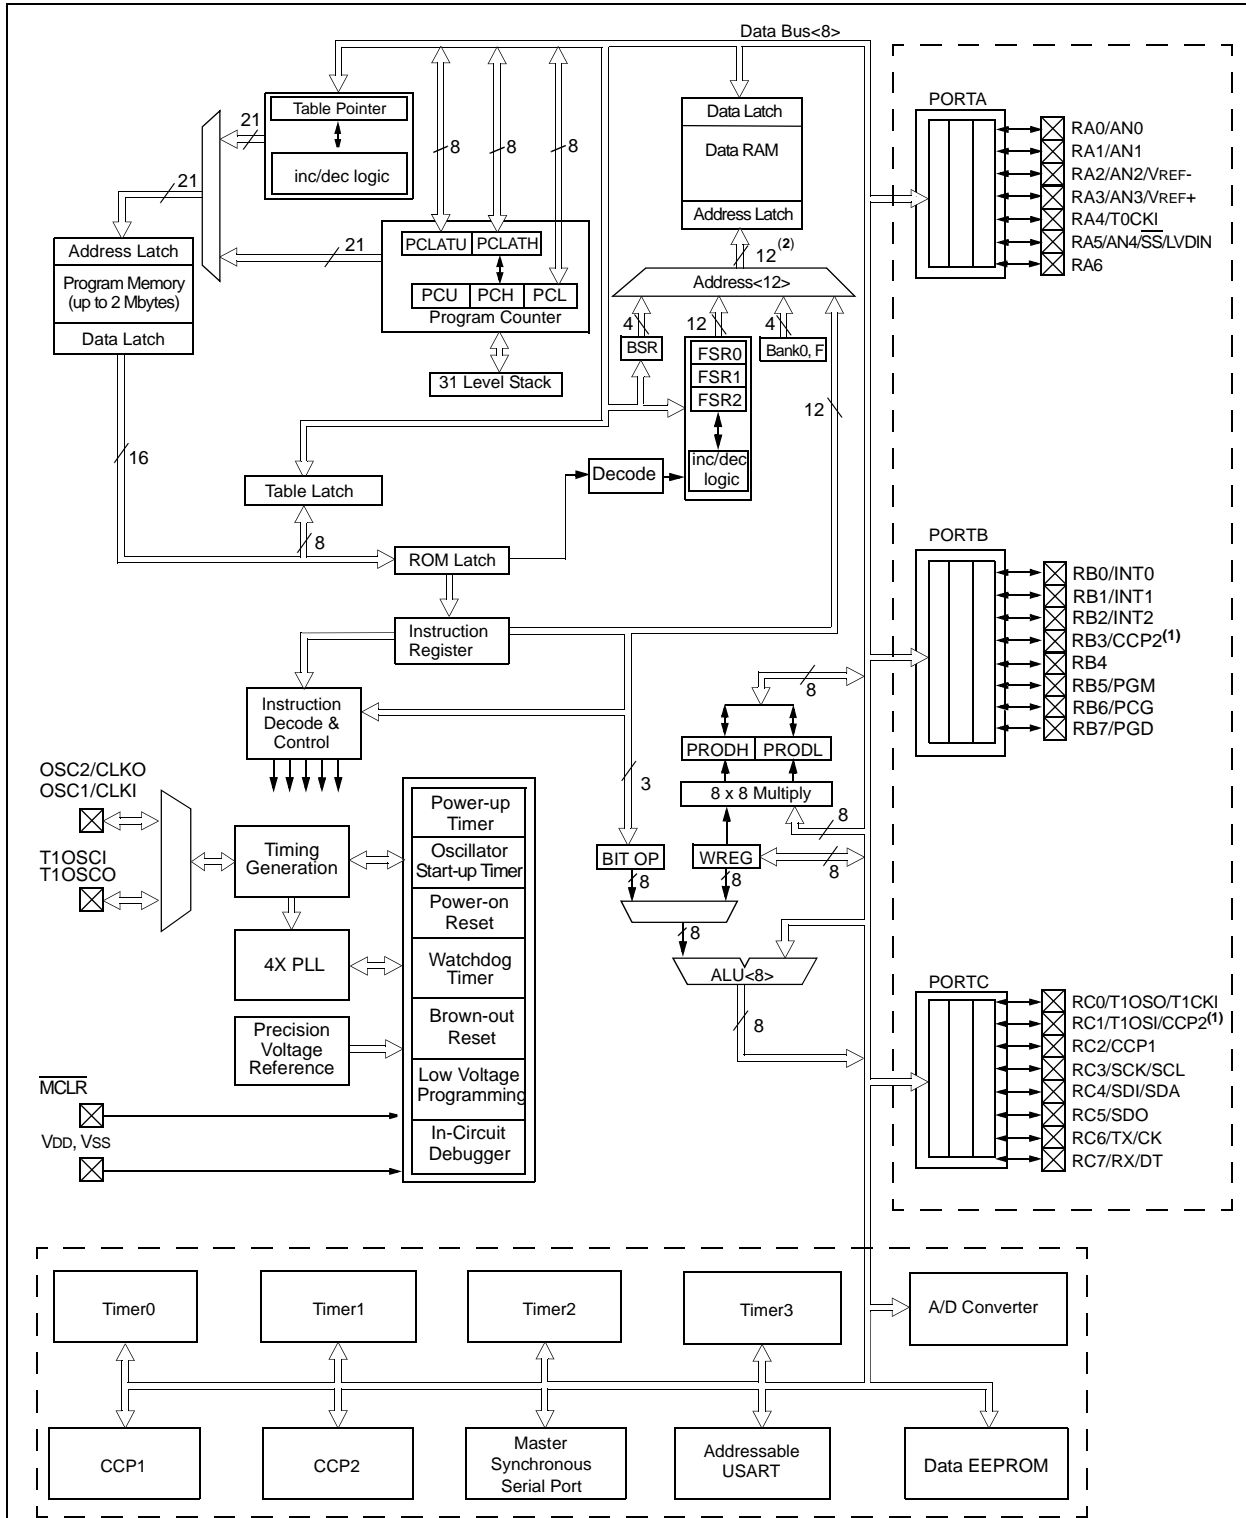 Data Bus<8>
PORTA
Table Pointer
Data Latch
21
8
8
8
RA0/AN0
RA1/AN1
Data RAM
inc/dec logic
RA2/AN2/VREF-
21
RA3/AN3/VREF+
Address Latch
RA4/T0CKI
21
PCLATU
PCLATH
12(2)
RA5/AN4/SS/LVDIN
Address Latch
RA6
Program Memory
(up to 2 Mbytes)
Address<12>
PCU
PCH
PCL
Program Counter
4
12
4
Data Latch
BSR
FSR0
Bank0, F
FSR1
31 Level Stack
FSR2
12
16
inc/dec
logic
Decode
Table Latch
8
PORTB
ROM Latch
RB0/INT0
RB1/INT1
RB2/INT2
Instruction
Register
RB3/CCP2(1)
RB4
8
RB5/PGM
Instruction
Decode &
Control
RB6/PCG
RB7/PGD
PRODH
PRODL
OSC2/CLKO
OSC1/CLKI
3
8 x 8 Multiply
Power-up
Timer
8
Timing
Generation
Oscillator
Start-up Timer
T1OSCI
T1OSCO
BIT OP
WREG
8
8
8
Power-on
Reset
8
4X PLL
Watchdog
Timer
ALU<8>
PORTC
RC0/T1OSO/T1CKI
Brown-out
Reset
8
RC1/T1OSI/CCP2(1)
Precision
Voltage
Reference
RC2/CCP1
RC3/SCK/SCL
MCLR
Low Voltage
Programming
RC4/SDI/SDA
RC5/SDO
In-Circuit
Debugger
RC6/TX/CK
VDD, VSS
RC7/RX/DT
Timer0
Timer1
Timer2
Timer3
A/D Converter
CCP1
CCP2
Master
Synchronous
Serial Port
Addressable
USART
Data EEPROM